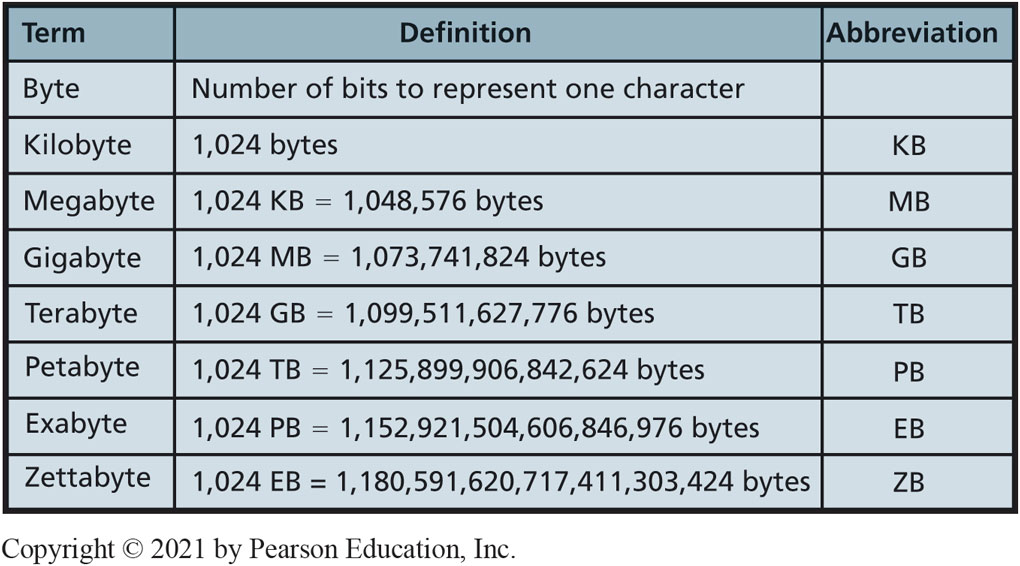 Term Definition Abbreviation
Byte Number of bits to represent one character
Kilobyte 1,024 bytes KB
Megabyte 1,024 KB = 1,048,576 bytes MB
Gigabyte 1,024 MB = 1,073,741,824 bytes GB
Terabyte 1,024 GB = 1,099,511,627,776 bytes TB
Petabyte 1,024 TB = 1,125,899,906,842,624 bytes PB
Exabyte 1,024 PB = 1,152,921,504,606,846,976 bytes EB
Zettabyte 1,024 EB = 1,180,591,620,717,411,303,424 bytes ZB
Copyright © 2021 by Pearson Education, Inc.